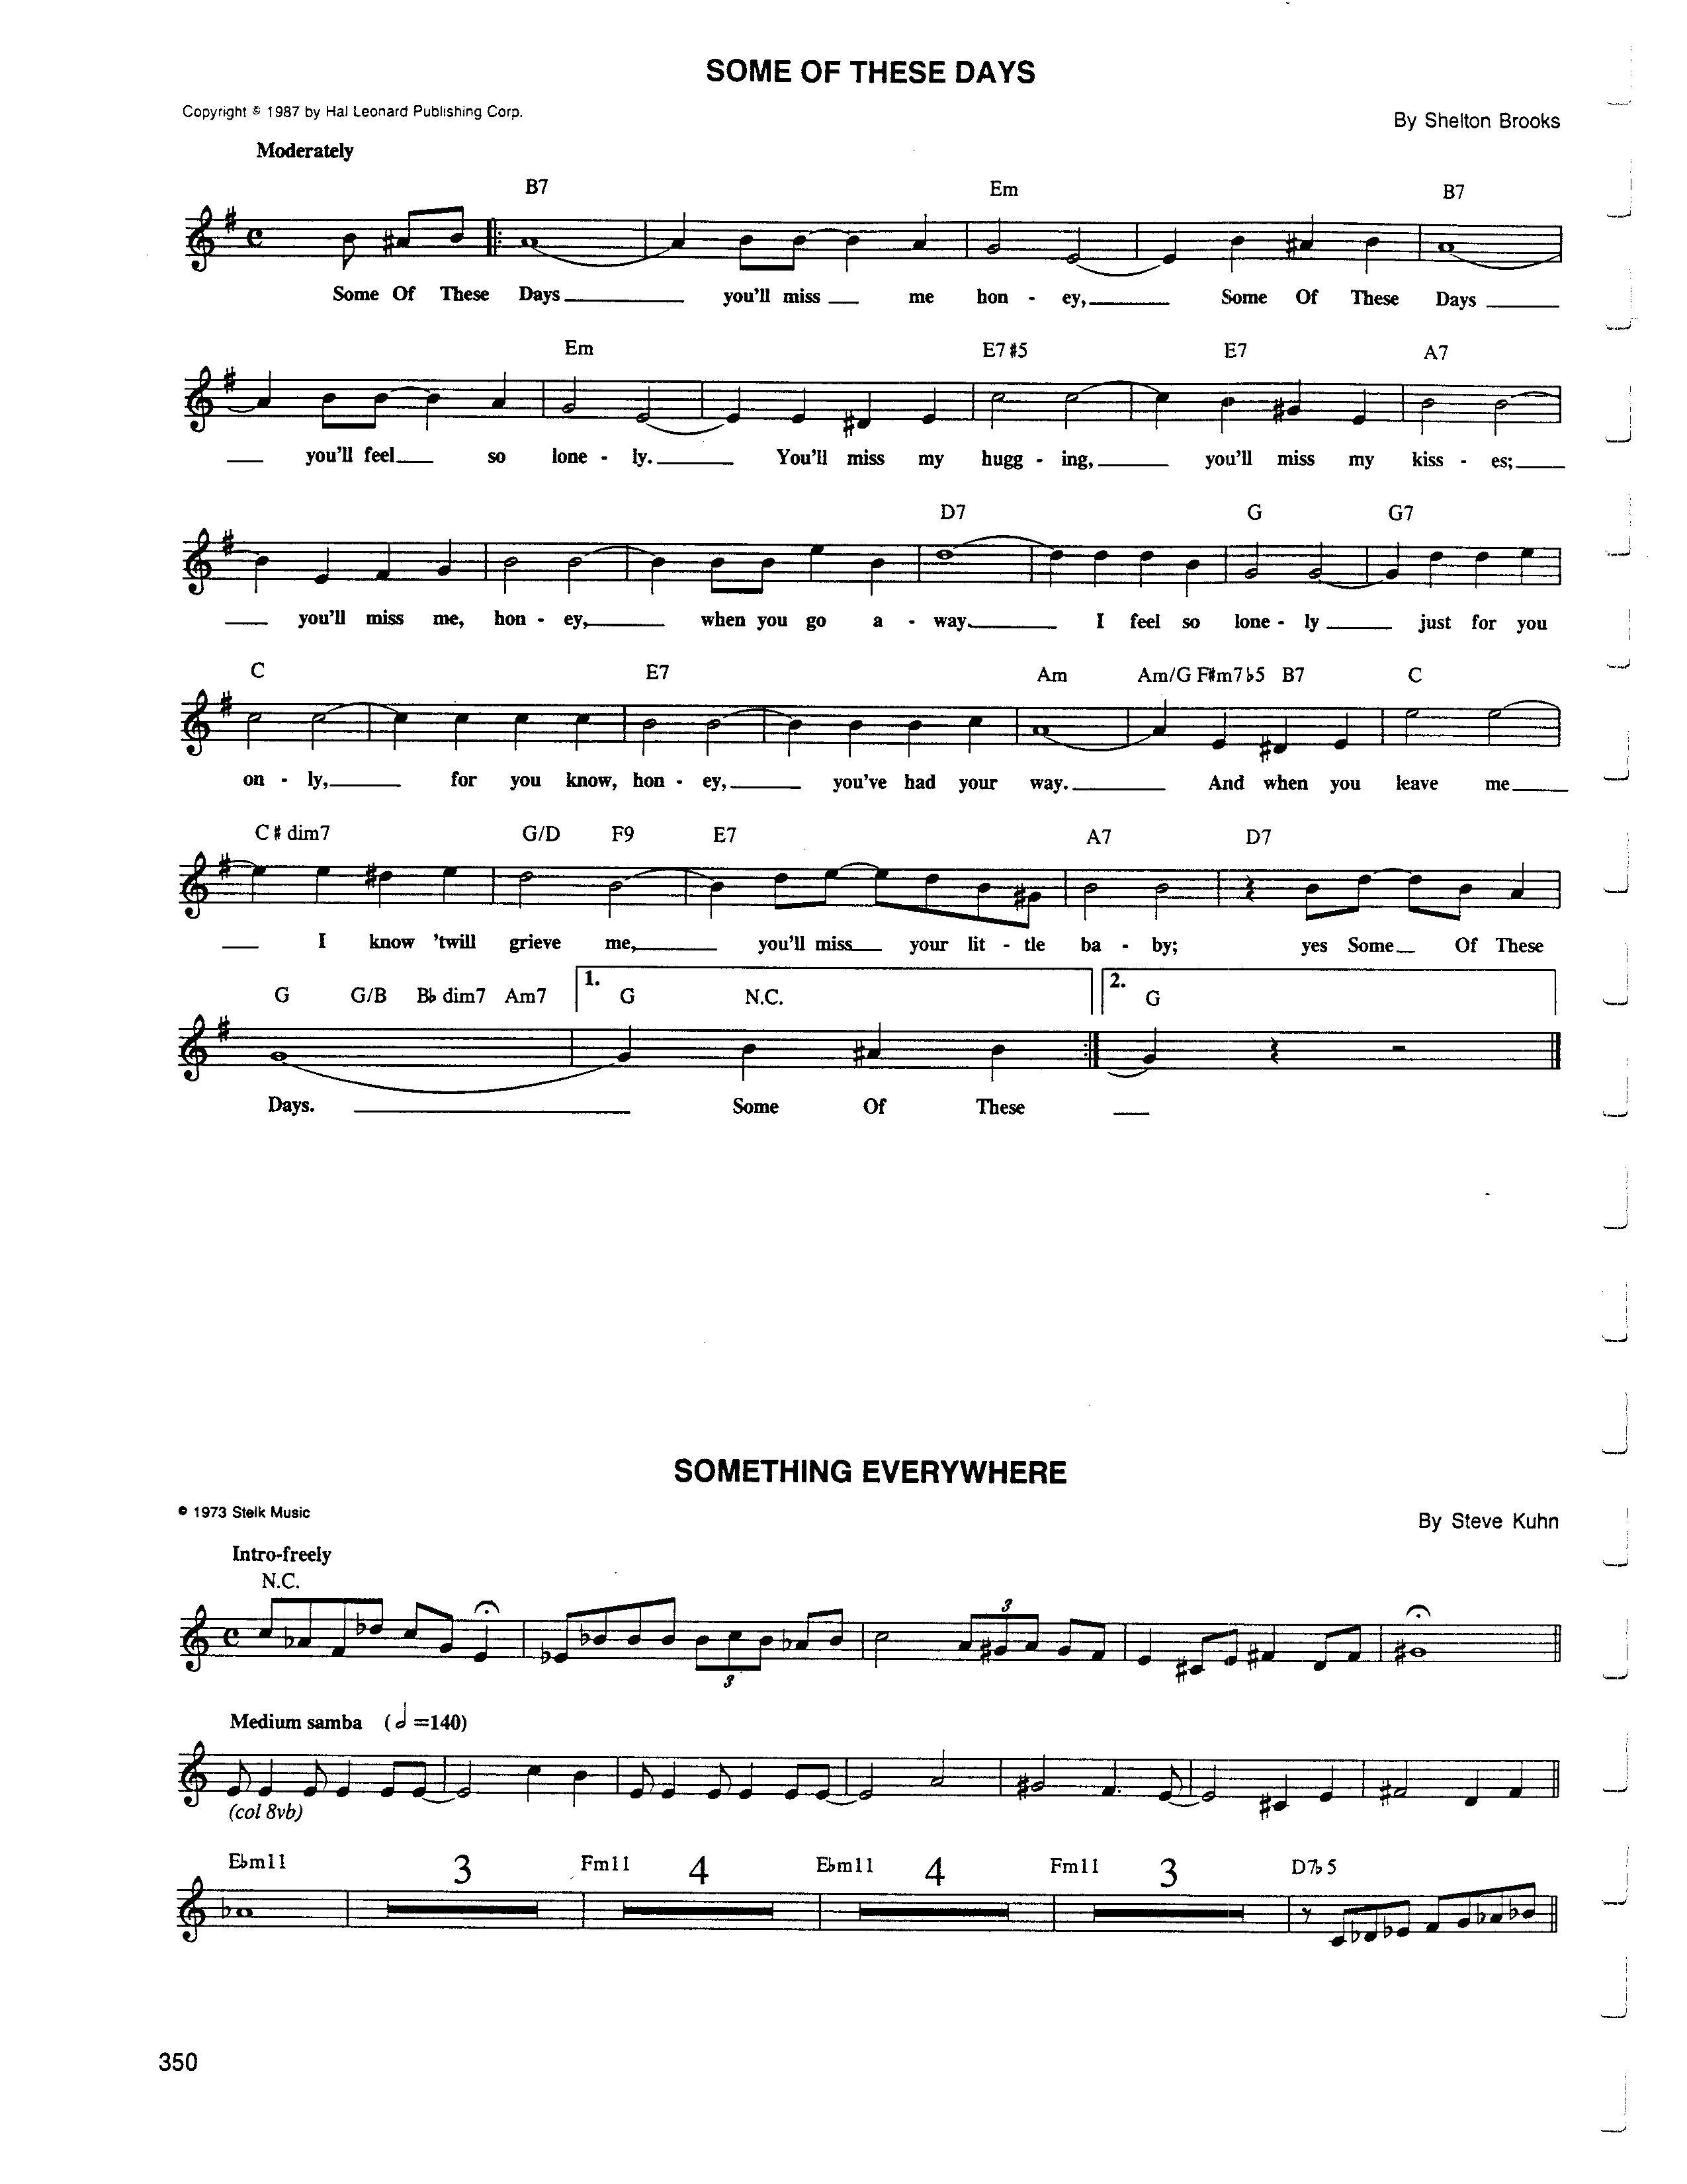 SOME OF THESE DAYS
Copyright © 1987 by Hal Leonard Publishing Corp.
By Shelton Brooks
Moderately
B7 Em B7
Some Of These Days you'll miss me hon - ey, Some Of These Days
Em E7#5 E7 A7
you'll feel so lone - ly. You'll miss my hugg - ing, you'll miss my kiss - es;
D7 G G7
you'll miss me, hon - ey, when you go a - way. I feel so lone - ly just for you
C E7 Am Am/G F#m7b5 B7 C
on - ly, for you know, hon - ey, you've had your way. And when you leave me
C# dim7 G/D F9 E7 A7 D7
I know 'twill grieve me, you'll miss your lit - tle ba - by; yes Some Of These
G G/B Bb dim7 Am7 1. G N.C. 2. G
Days. Some Of These
SOMETHING EVERYWHERE
© 1973 Stelk Music
By Steve Kuhn
Intro-freely
N.C.
3 3
Medium samba (𝅗𝅥=140)
(col 8vb)
Ebm11 3 Fm11 4 Ebm11 4 Fm11 3 D7b5
350